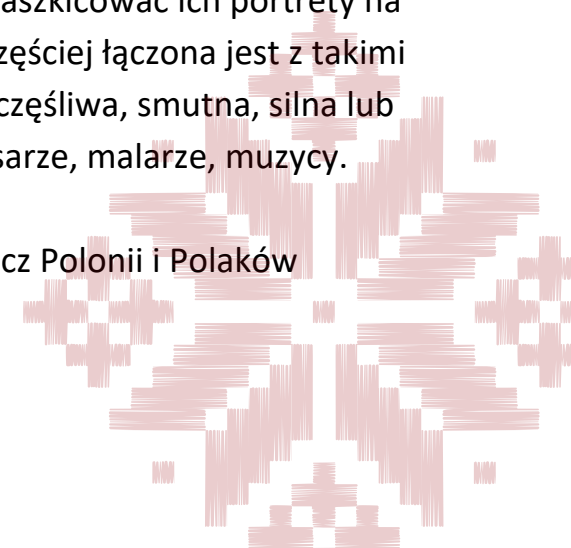 aszkicować ich portrety na
zęściej łączona jest z takimi
częśliwa, smutna, silna lub
sarze, malarze, muzycy.
cz Polonii i Polaków